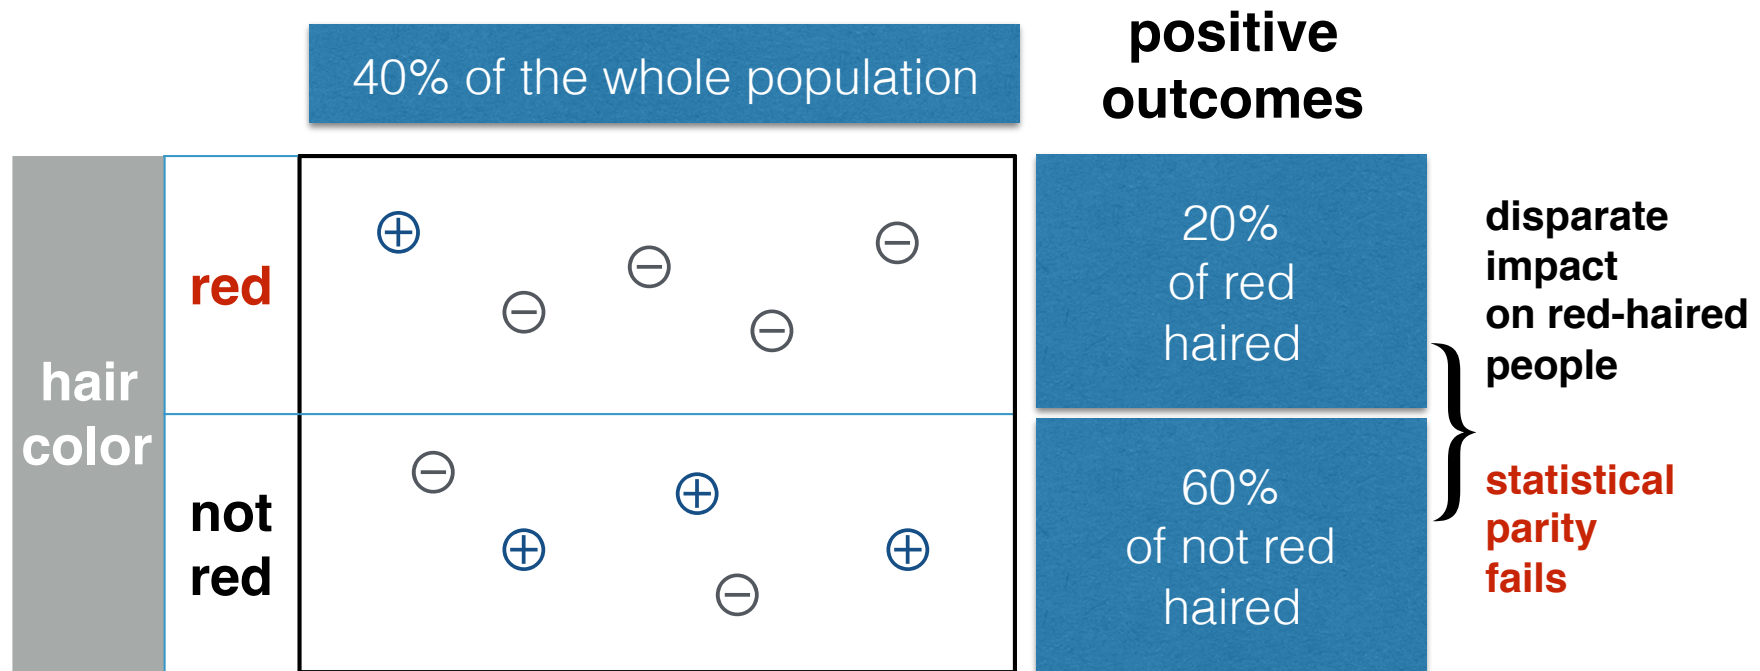 40% of the whole population
positive
outcomes
hair
color
red
20%
of red
haired
disparate
impact
on red-haired
people
not
red
60%
of not red
haired
statistical
parity
fails